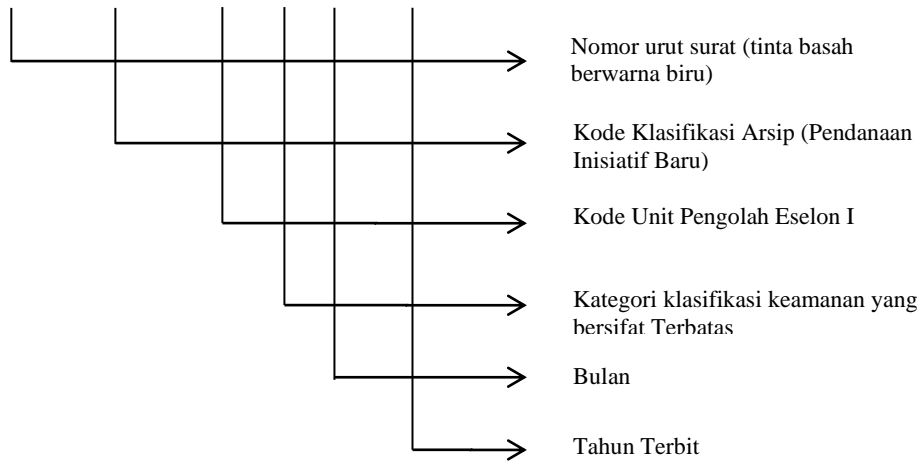 Nomor urut surat (tinta basah
berwarna biru)
Kode Klasifikasi Arsip (Pendanaan
Inisiatif Baru)
Kode Unit Pengolah Eselon I
Kategori klasifikasi keamanan yang
bersifat Terbatas
Bulan
Tahun Terbit